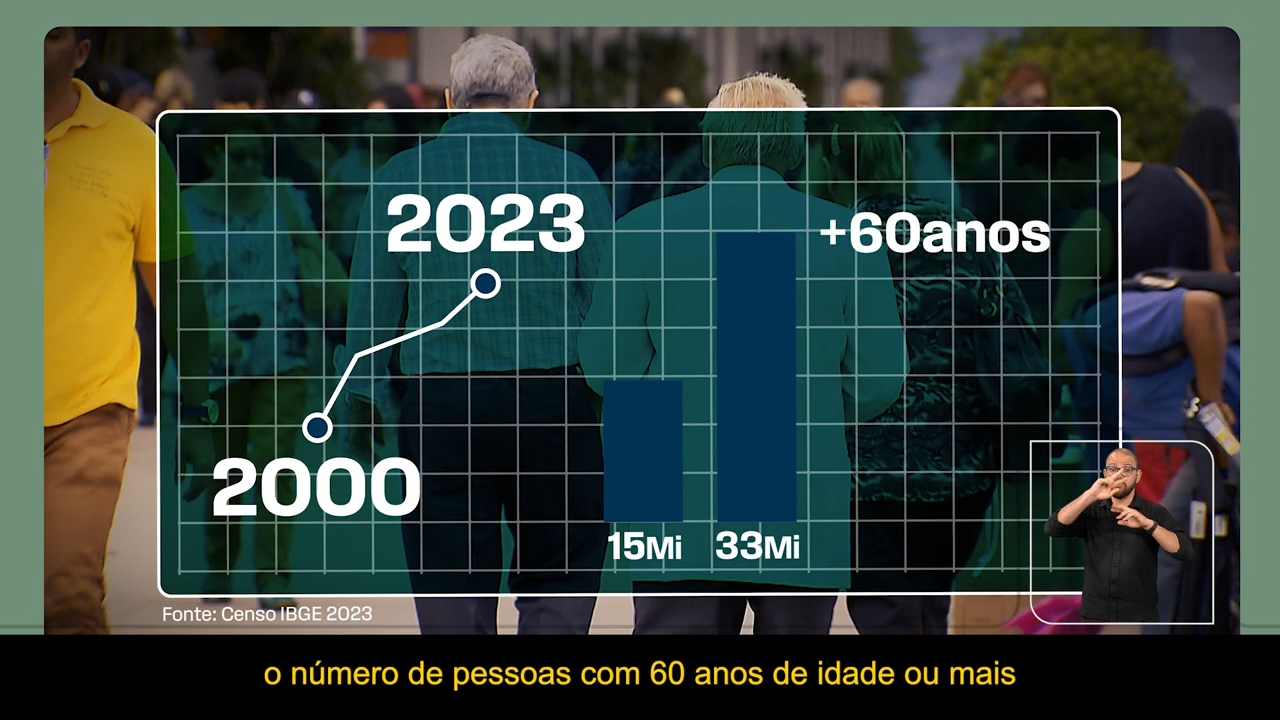 2023
+60anos
2000
15Mi 33Mi
Fonte: Censo IBGE 2023
o número de pessoas com 60 anos de idade ou mais